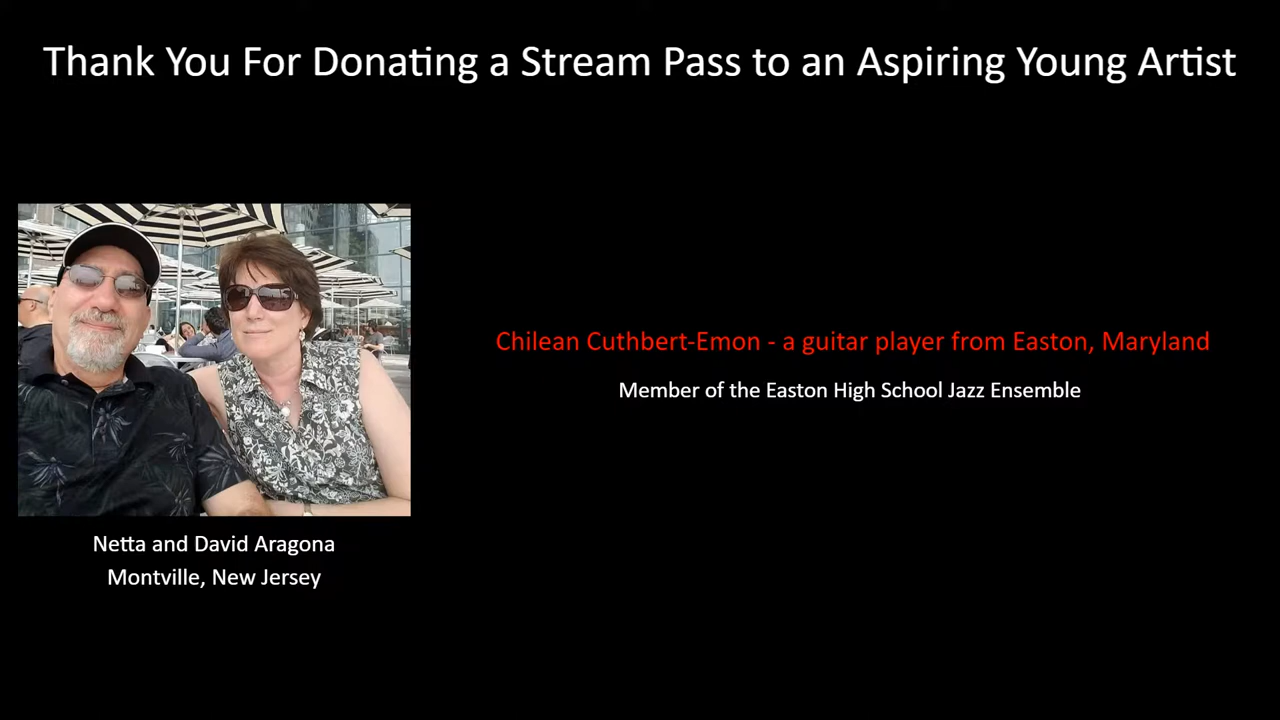 Thank You For Donating a Stream Pass to an Aspiring Young Artist
Chilean Cuthbert-Emon - a guitar player from Easton, Maryland
Member of the Easton High School Jazz Ensemble
Netta and David Aragona
Montville, New Jersey